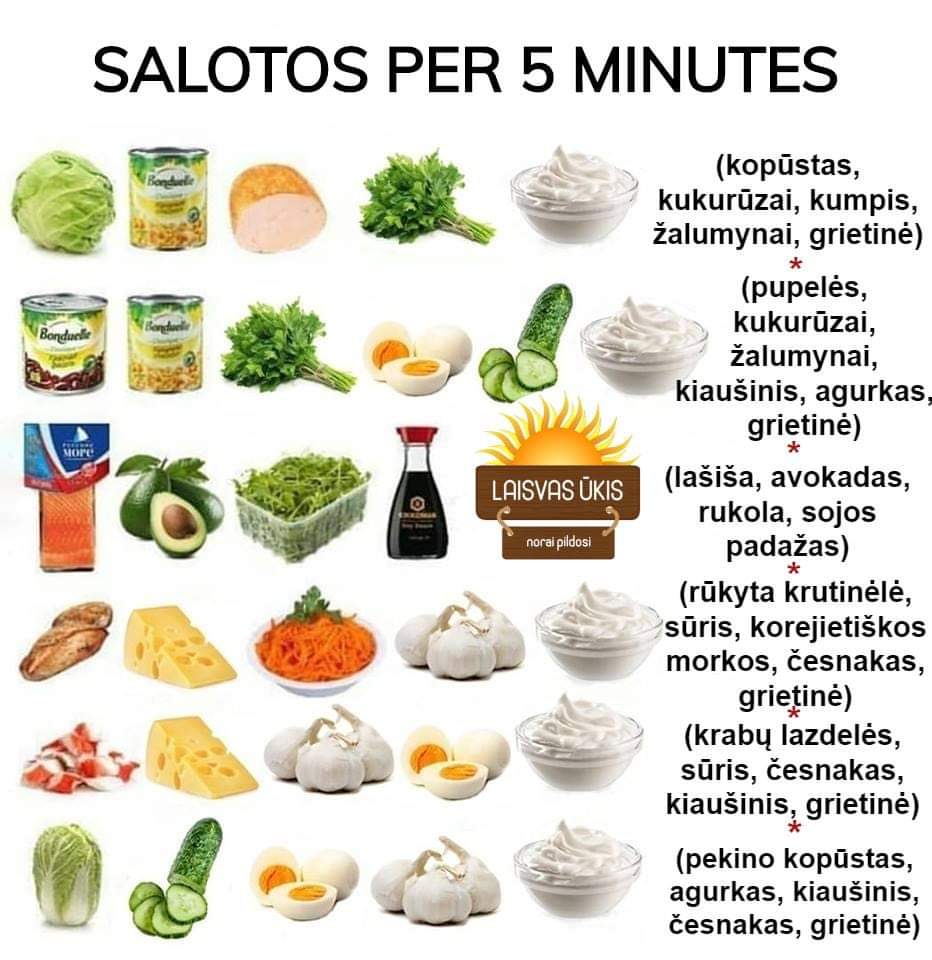 SALOTOS PER 5 MINUTES
Bonduelle
(kopūstas,
kukurūzai, kumpis,
žalumynai, grietinė)
*
Bonduelle
Bonduelle
(pupelės,
kukurūzai,
žalumynai,
kiaušinis, agurkas,
grietinė)
*
МОРЕ
LAISVAS ŪKIS
norai pildosi
(lašiša, avokadas,
rukola, sojos
padažas)
*
(rūkyta krutinėlė,
sūris, korejietiškos
morkos, česnakas,
grietinė)
*
(krabų lazdelės,
sūris, česnakas,
kiaušinis, grietinė)
*
(pekino kopūstas,
agurkas, kiaušinis,
česnakas, grietinė)